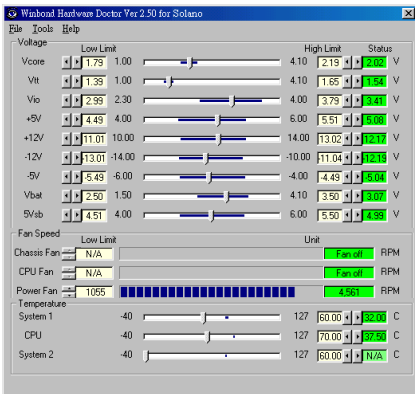 Winbond Hardware Doctor Ver 2.50 for Solano
File Tools Help
Voltage
Low Limit High Limit Status
Vcore 1.79 1.00 4.10 2.19 2.02 V
Vtt 1.39 1.00 4.10 1.65 1.54 V
Vio 2.99 2.30 4.00 3.79 3.41 V
+5V 4.49 4.00 6.00 5.51 5.08 V
+12V 11.01 10.00 14.00 13.02 12.17 V
-12V -13.01 -14.00 -10.00 -11.04 -12.19 V
-5V -5.49 -6.00 -4.00 -4.49 -5.04 V
Vbat 2.50 1.50 4.10 3.50 3.07 V
5Vsb 4.51 4.00 6.00 5.50 4.99 V
Fan Speed
Low Limit Unit
Chassis Fan N/A Fan off RPM
CPU Fan N/A Fan off RPM
Power Fan 1055 4,561 RPM
Temperature
System 1 -40 127 60.00 32.00 C
CPU -40 127 70.00 37.50 C
System 2 -40 127 60.00 N/A C